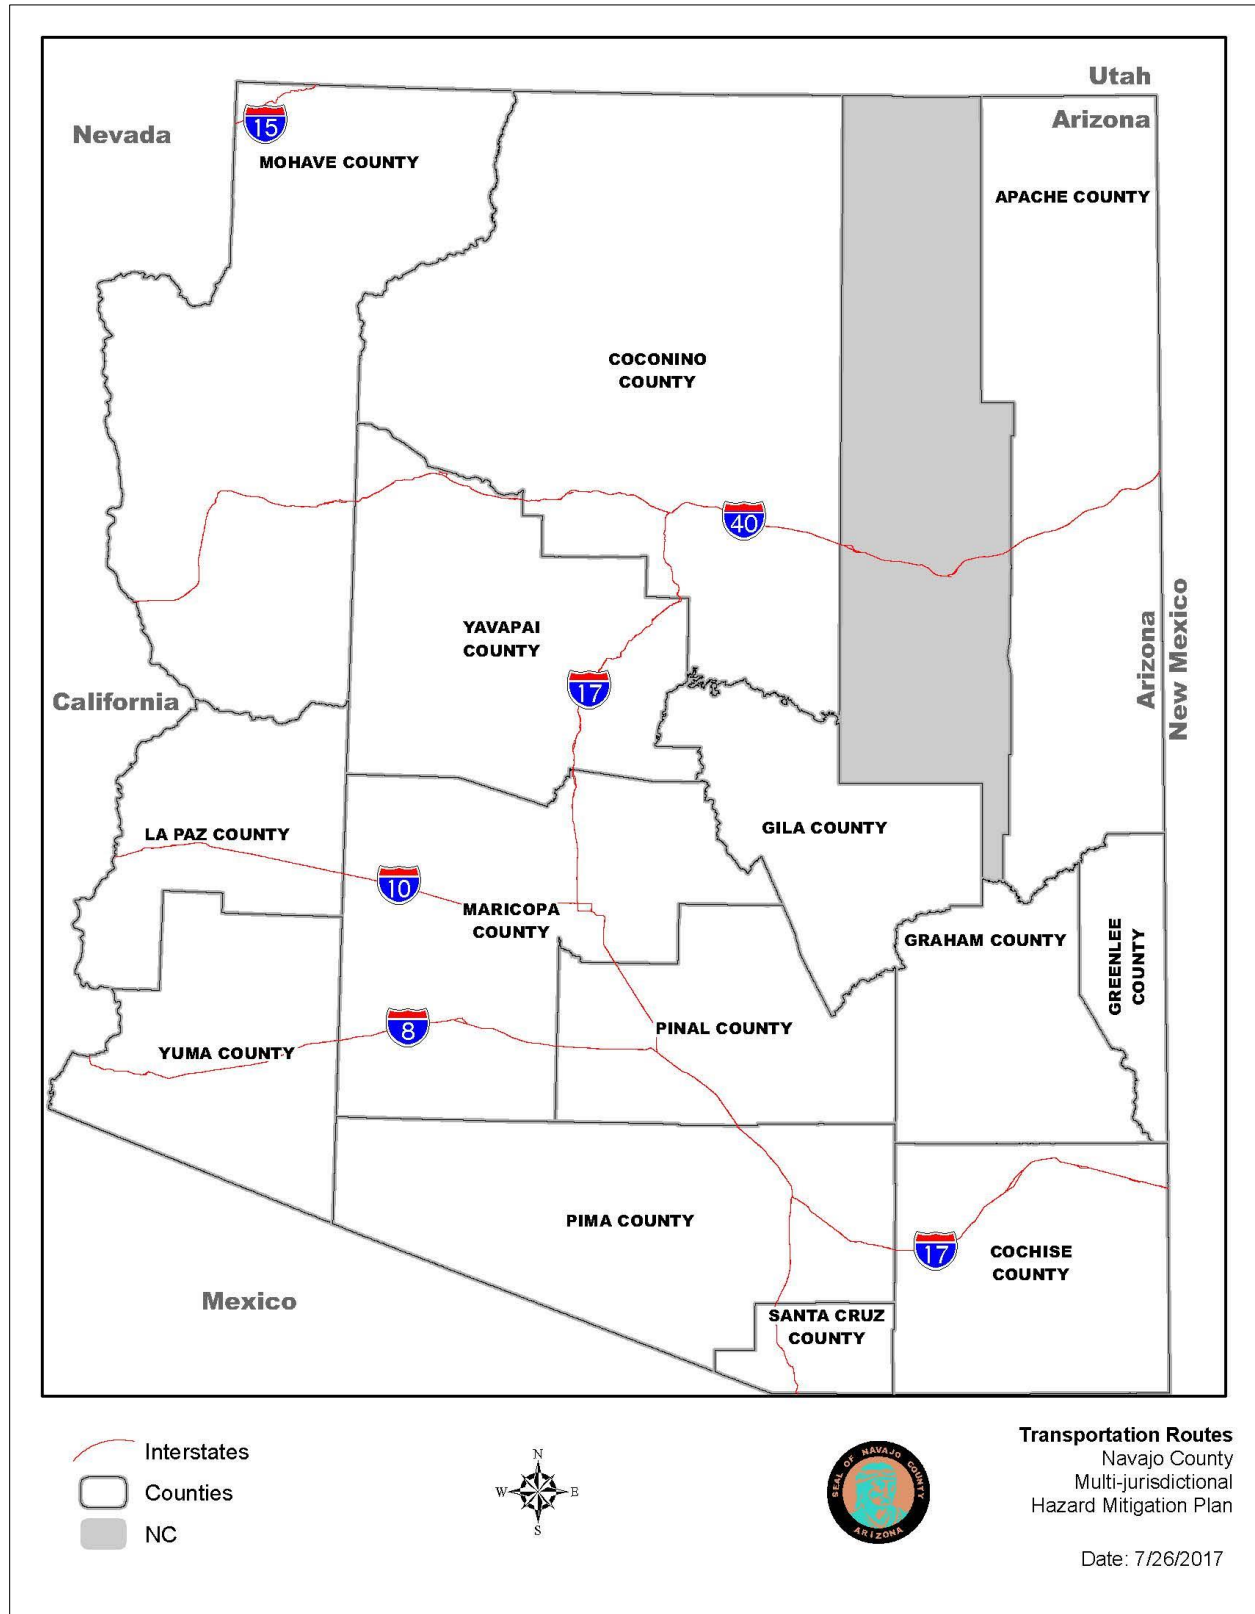 Utah
Nevada
Arizona
15
MOHAVE COUNTY
APACHE COUNTY
COCONINO
COUNTY
40
YAVAPAI
COUNTY
17
California
Arizona
New Mexico
LA PAZ COUNTY
GILA COUNTY
10
MARICOPA
COUNTY
GRAHAM COUNTY
GREENLEE
COUNTY
8
PINAL COUNTY
YUMA COUNTY
PIMA COUNTY
17
COCHISE
COUNTY
Mexico
SANTA CRUZ
COUNTY
Interstates
Counties
NC
N
W
E
S
SEAL OF NAVAJO COUNTY
ARIZONA
Transportation Routes
Navajo County
Multi-jurisdictional
Hazard Mitigation Plan
Date: 7/26/2017